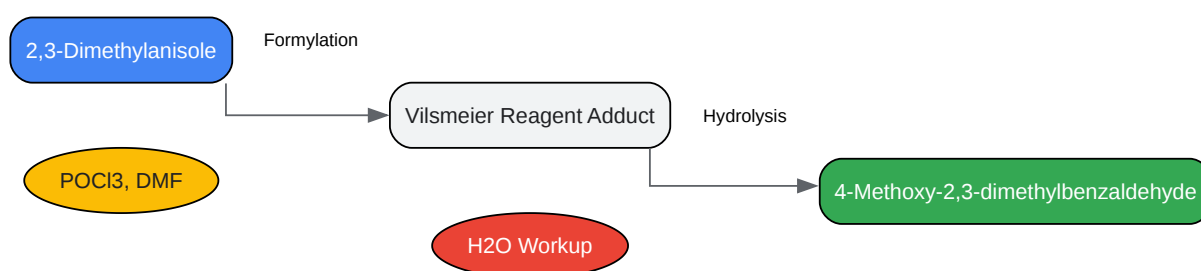 2,3-Dimethylanisole
Formylation
Vilsmeier Reagent Adduct
Hydrolysis
POCl3, DMF
4-Methoxy-2,3-dimethylbenzaldehyde
H2O Workup